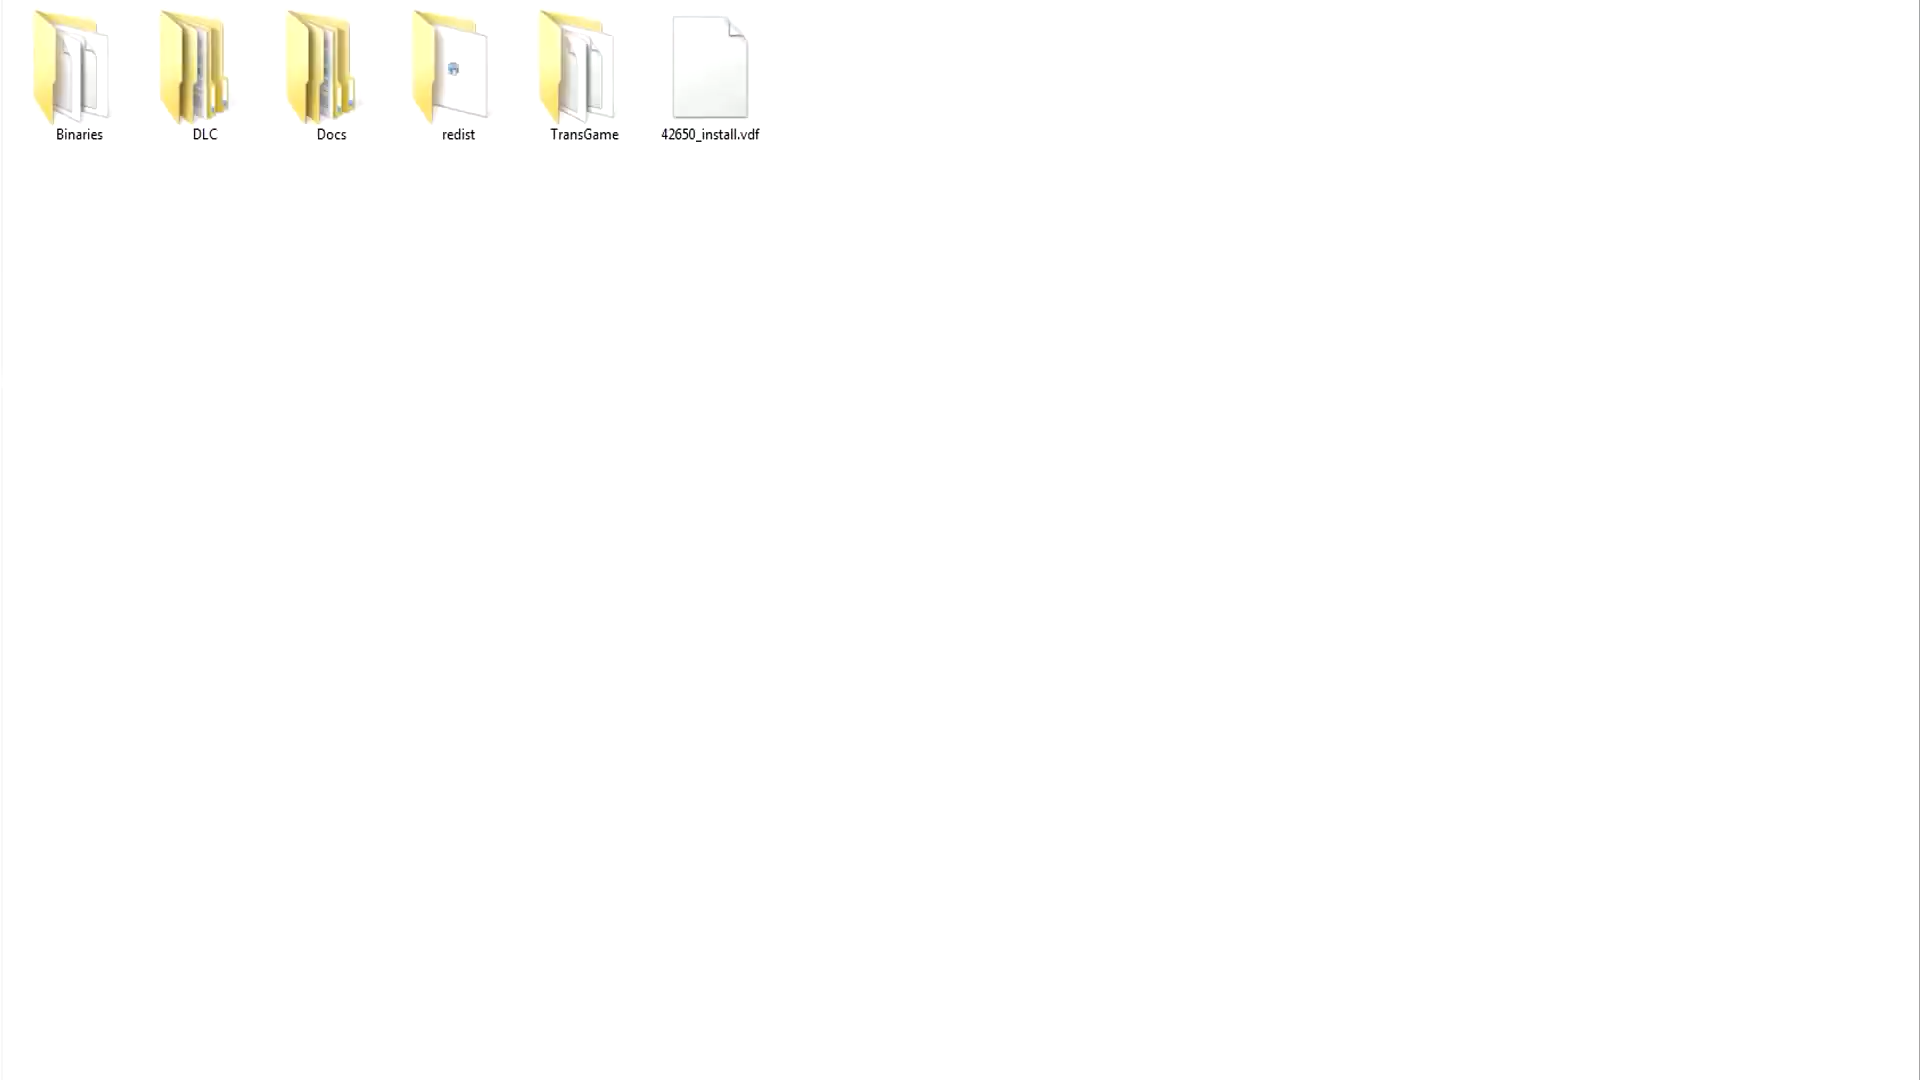 Binaries
DLC
Docs
redist
TransGame
42650_install.vdf